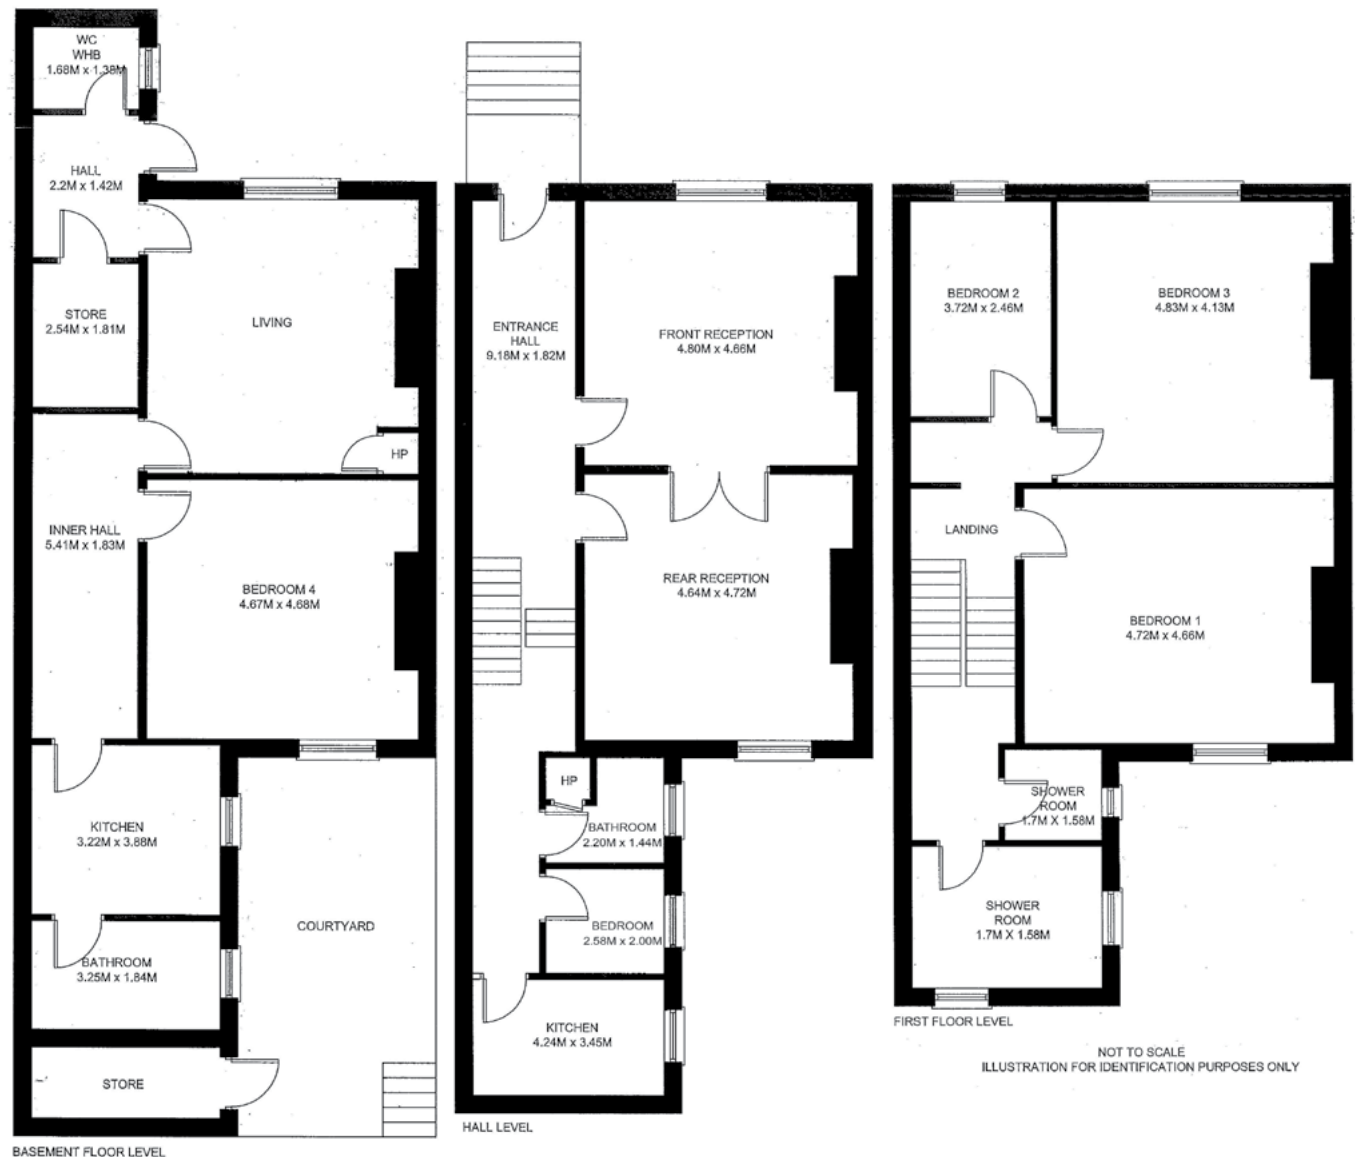 WC
WHB
1.68M x 1.38M
HALL
2.2M x 1.42M
STORE
2.54M x 1.81M
LIVING
HP
INNER HALL
5.41M x 1.83M
BEDROOM 4
4.67M x 4.68M
KITCHEN
3.22M x 3.88M
BATHROOM
3.25M x 1.84M
COURTYARD
STORE
BASEMENT FLOOR LEVEL
ENTRANCE
HALL
9.18M x 1.82M
FRONT RECEPTION
4.80M x 4.66M
REAR RECEPTION
4.64M x 4.72M
HP
BATHROOM
2.20M x 1.44M
BEDROOM
2.58M x 2.00M
KITCHEN
4.24M x 3.45M
HALL LEVEL
BEDROOM 2
3.72M x 2.46M
BEDROOM 3
4.83M x 4.13M
LANDING
BEDROOM 1
4.72M x 4.66M
SHOWER
ROOM
1.7M X 1.58M
SHOWER
ROOM
1.7M X 1.58M
FIRST FLOOR LEVEL
NOT TO SCALE
ILLUSTRATION FOR IDENTIFICATION PURPOSES ONLY